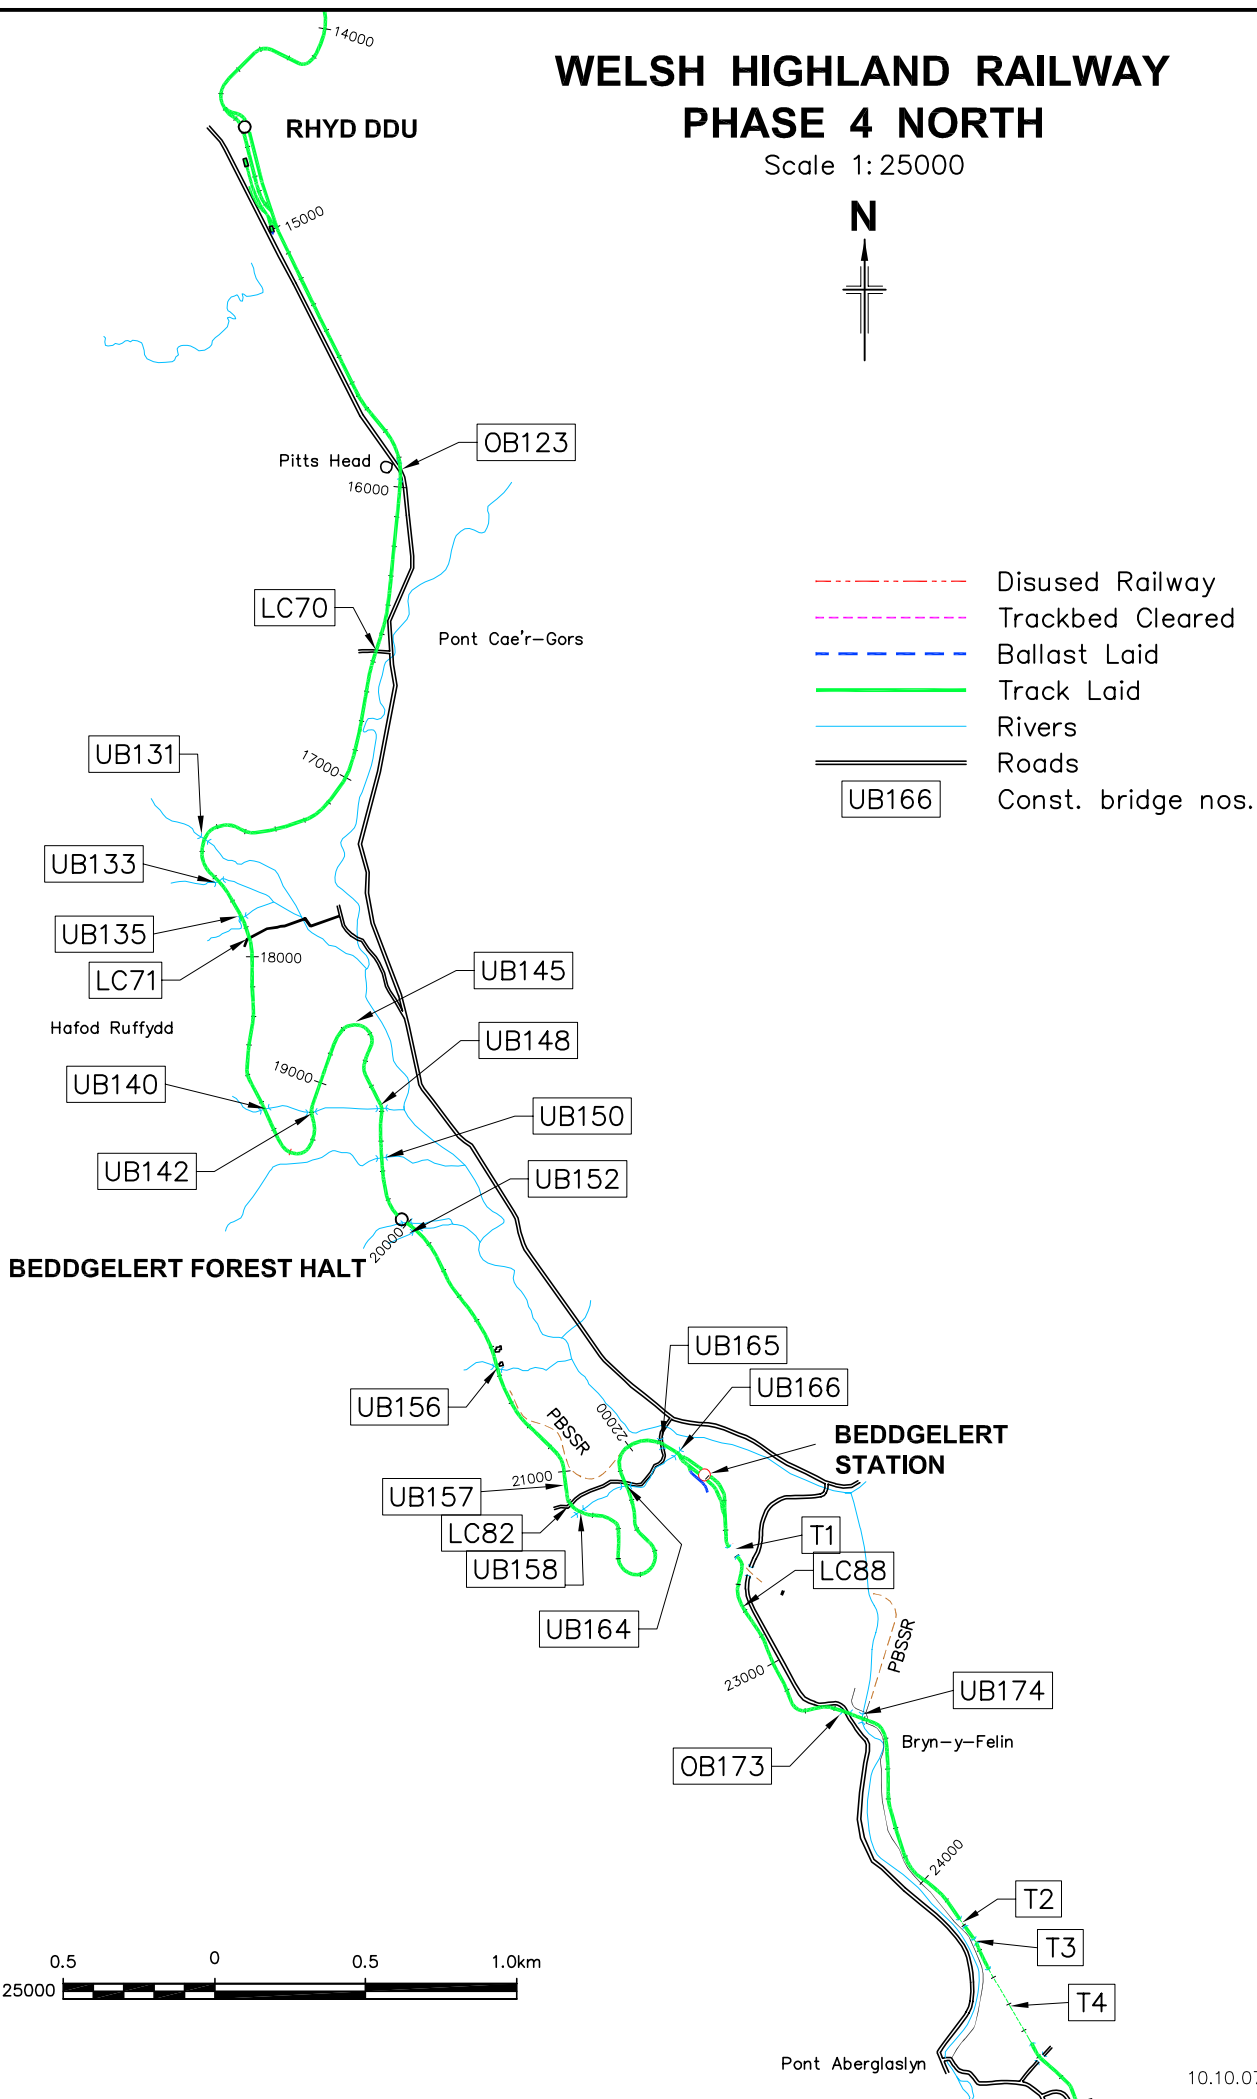 14000
WELSH HIGHLAND RAILWAY
PHASE 4 NORTH
Scale 1:25000
N
RHYD DDU
15000
OB123
Pitts Head
16000
LC70
Pont Cae'r-Gors
Disused Railway
Trackbed Cleared
Ballast Laid
Track Laid
Rivers
Roads
UB166 Const. bridge nos.
17000
UB131
UB133
UB135
LC71
18000
UB145
Hafod Ruffydd
UB148
19000
UB140
UB150
UB142
UB152
20000
BEDDGELERT FOREST HALT
UB165
UB166
UB156
PBSSR
22000
BEDDGELERT
STATION
21000
UB157
LC82
UB158
T1
LC88
UB164
PBSSR
23000
UB174
Bryn-y-Felin
OB173
24000
T2
T3
T4
0.5 0 0.5 1.0km
25000
Pont Aberglaslyn
10.10.07